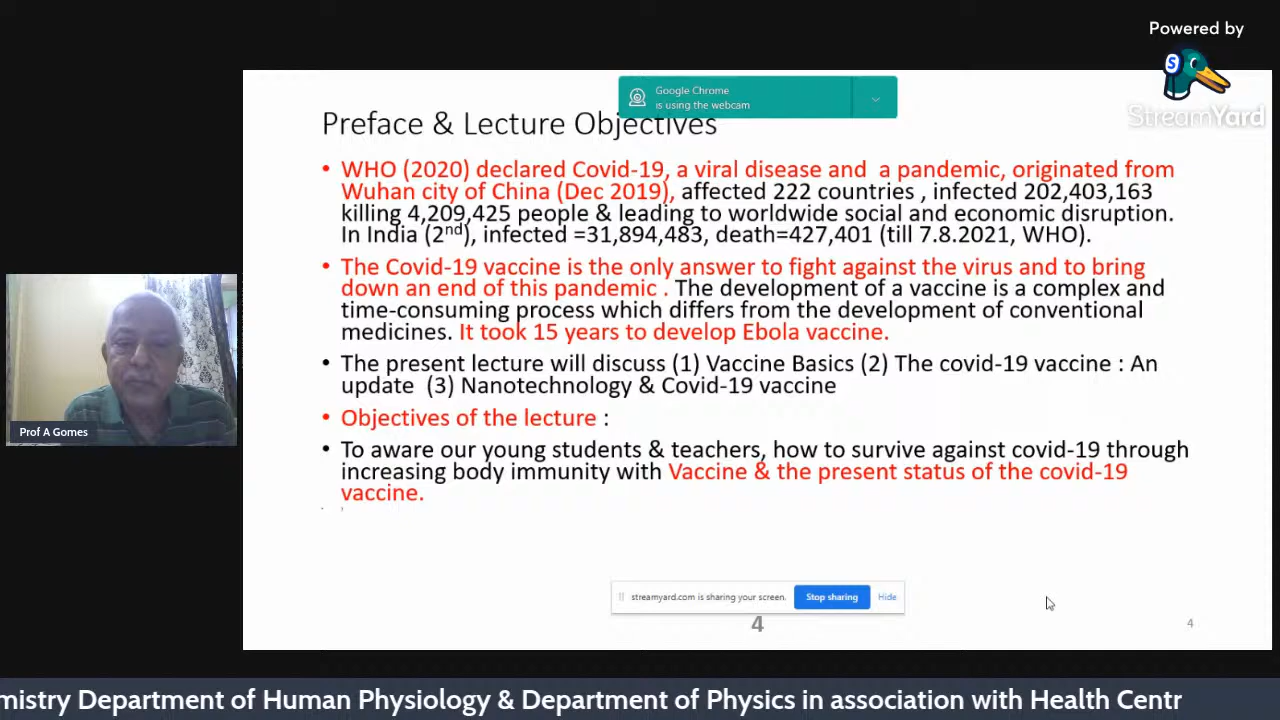 Powered by
S
StreamYard
Google Chrome
is using the webcam
Preface & Lecture Objectives
• WHO (2020) declared Covid-19, a viral disease and a pandemic, originated from
Wuhan city of China (Dec 2019), affected 222 countries , infected 202,403,163
killing 4,209,425 people & leading to worldwide social and economic disruption.
In India (2nd), infected =31,894,483, death=427,401 (till 7.8.2021, WHO).
• The Covid-19 vaccine is the only answer to fight against the virus and to bring
down an end of this pandemic . The development of a vaccine is a complex and
time-consuming process which differs from the development of conventional
medicines. It took 15 years to develop Ebola vaccine.
• The present lecture will discuss (1) Vaccine Basics (2) The covid-19 vaccine : An
update (3) Nanotechnology & Covid-19 vaccine
• Objectives of the lecture :
• To aware our young students & teachers, how to survive against covid-19 through
increasing body immunity with Vaccine & the present status of the covid-19
vaccine.
Prof A Gomes
streamyard.com is sharing your screen. Stop sharing Hide
4
4
mistry Department of Human Physiology & Department of Physics in association with Health Centr